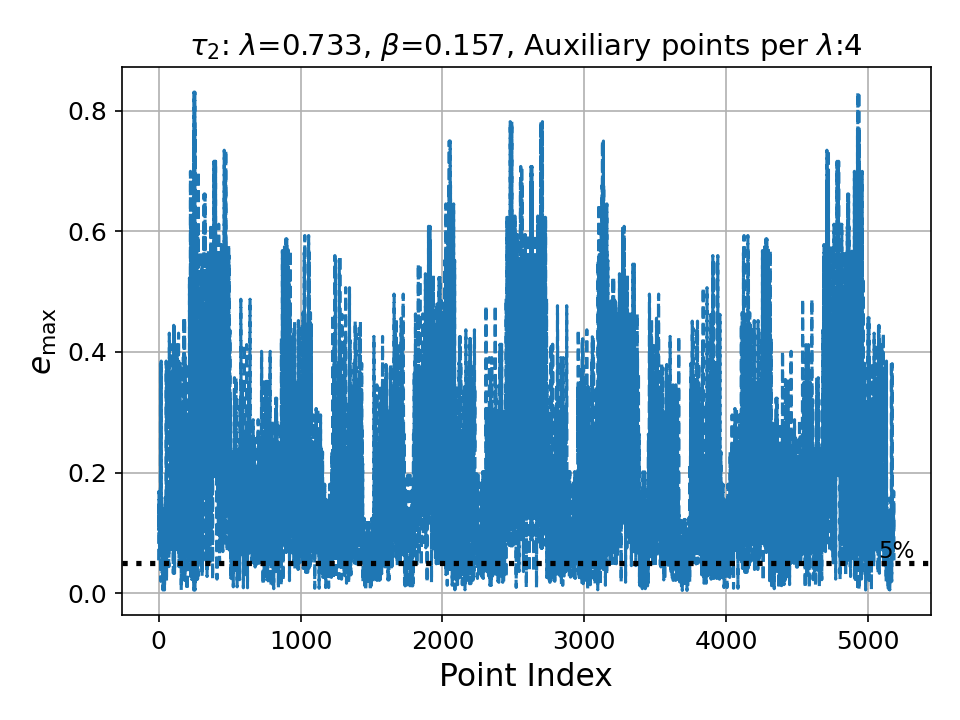 τ₂: λ=0.733, β=0.157, Auxiliary points per λ:4
0.8
0.6
0.4
0.2
0.0
e_max
5%
0 1000 2000 3000 4000 5000
Point Index